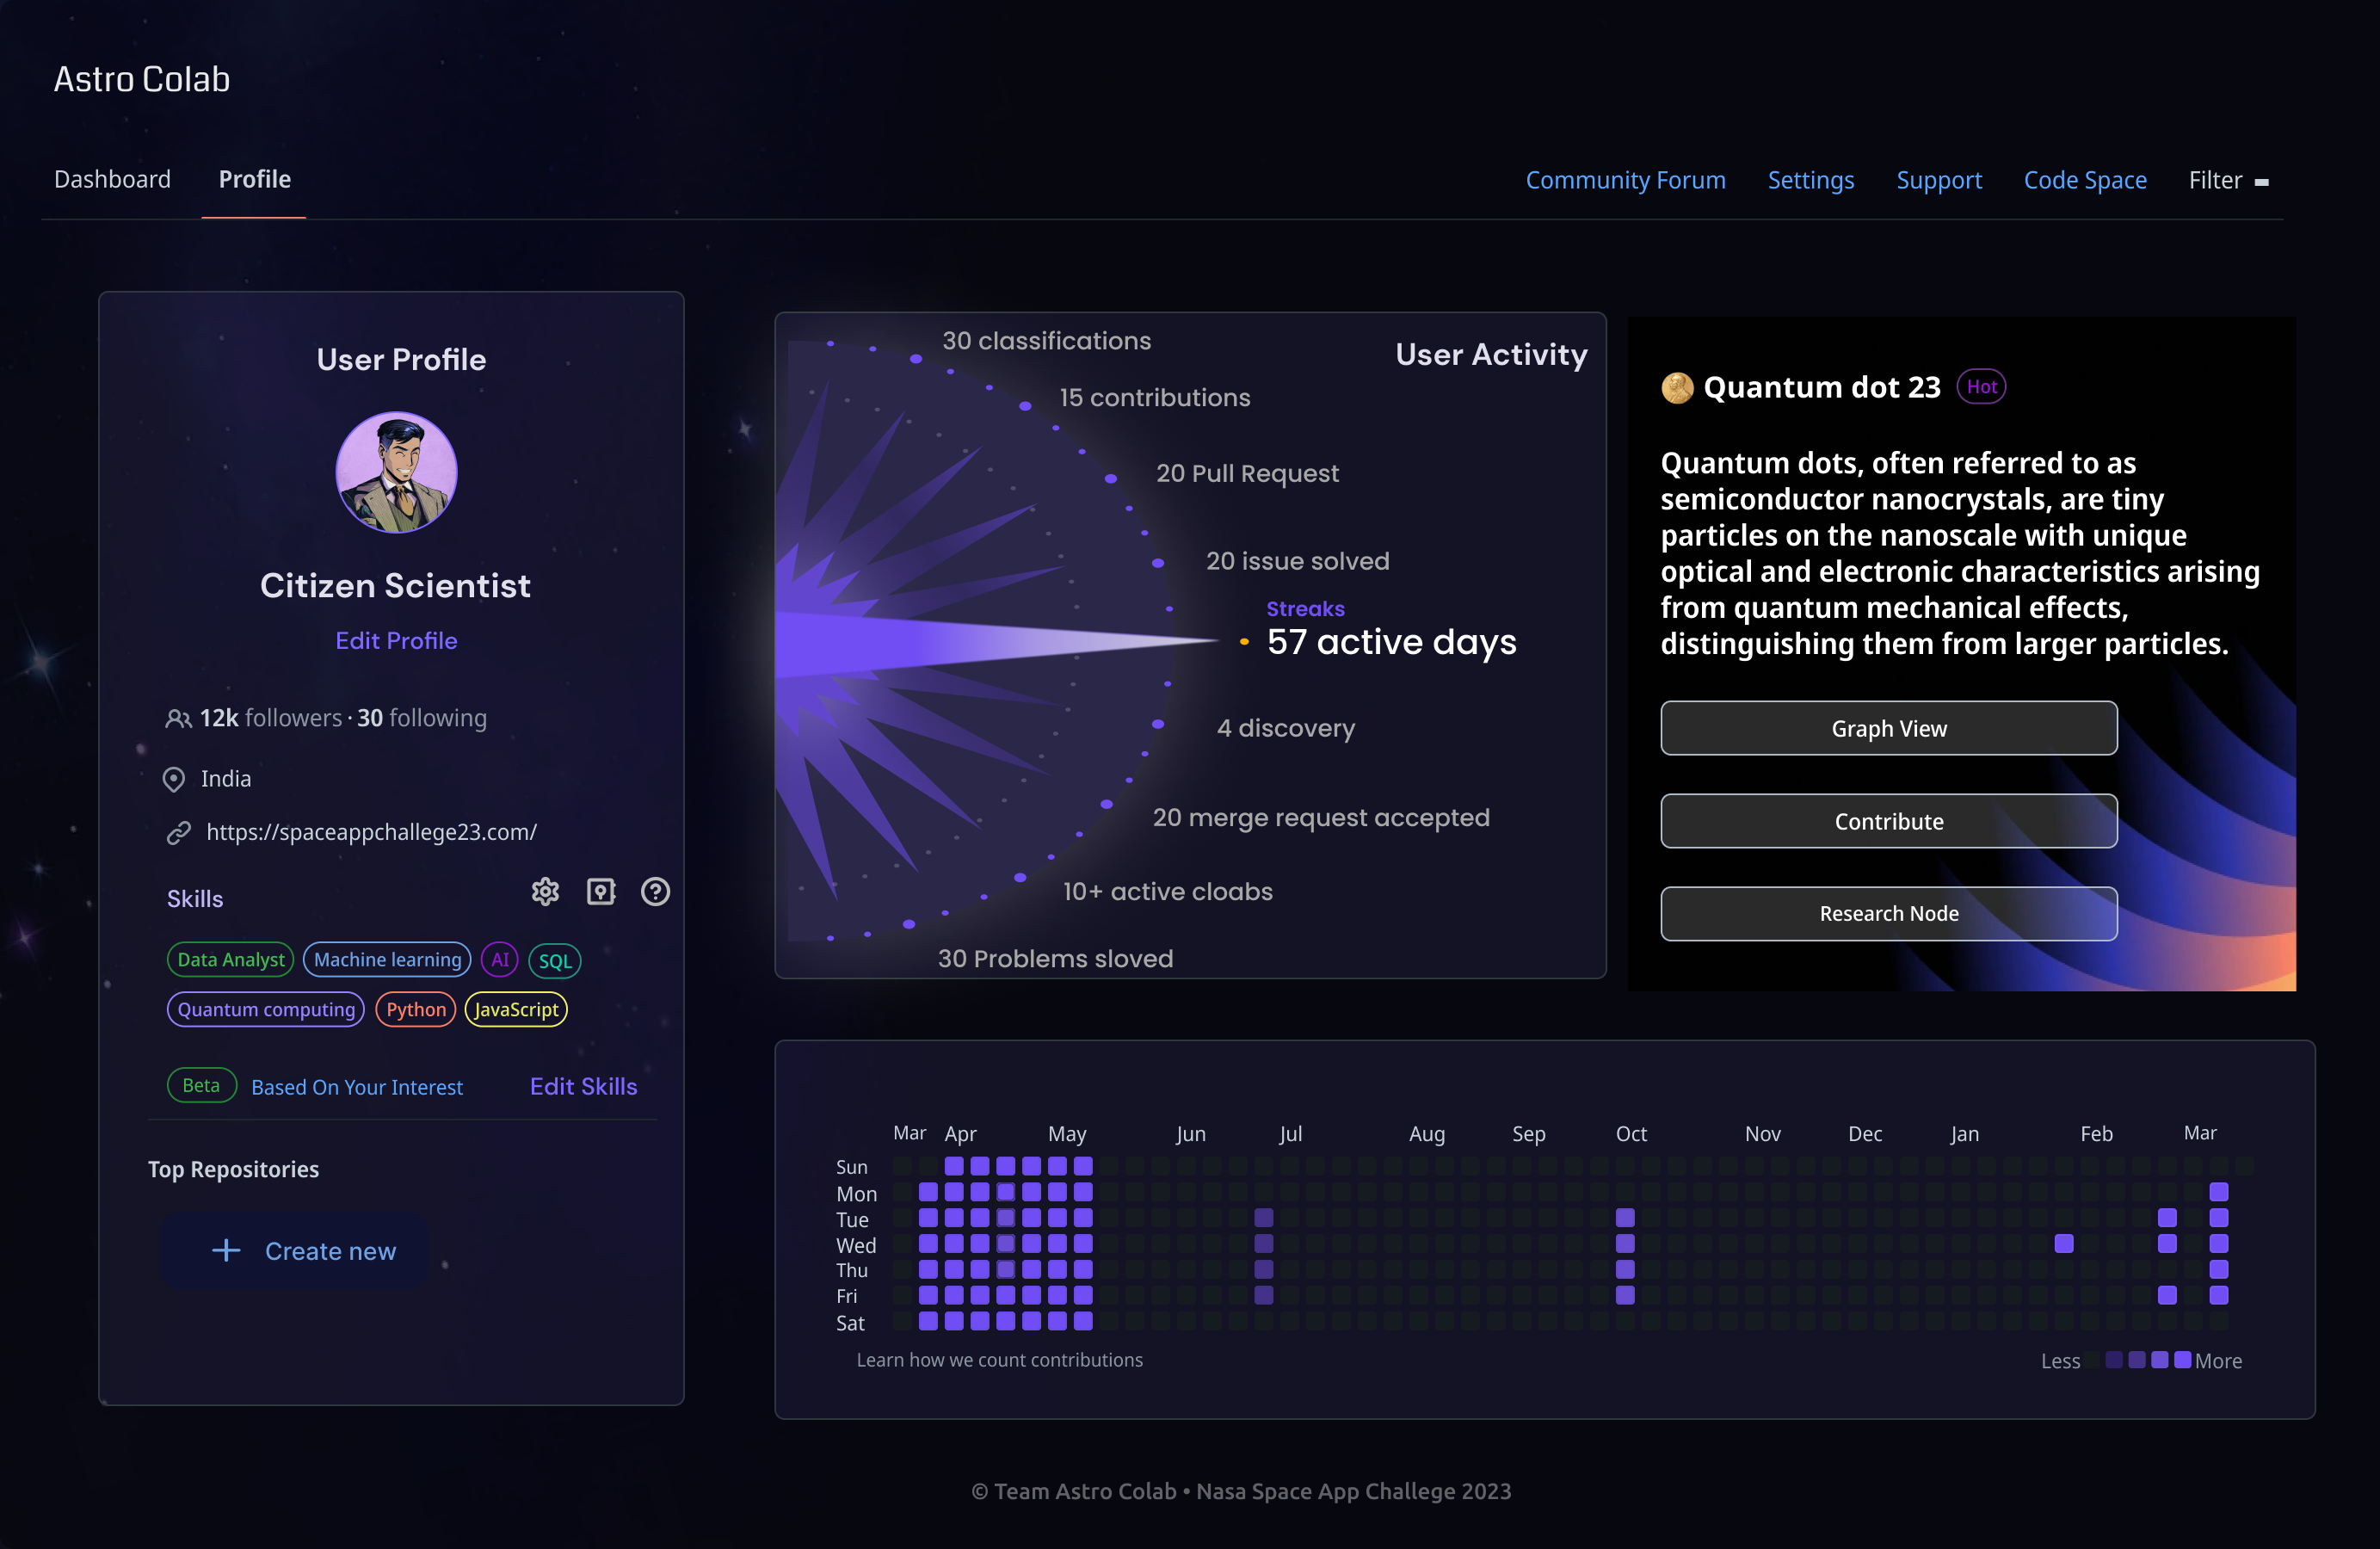 Astro Colab
Dashboard
Profile
Community Forum
Settings
Support
Code Space
Filter
User Profile
Citizen Scientist
Edit Profile
12k followers · 30 following
India
https://spaceappchallege23.com/
Skills
Data Analyst
Machine learning
AI
SQL
Quantum computing
Python
JavaScript
Beta
Based On Your Interest
Edit Skills
Top Repositories
+ Create new
User Activity
30 classifications
15 contributions
20 Pull Request
20 issue solved
Streaks
57 active days
4 discovery
20 merge request accepted
10+ active cloabs
30 Problems sloved
Quantum dot 23
Hot
Quantum dots, often referred to as
semiconductor nanocrystals, are tiny
particles on the nanoscale with unique
optical and electronic characteristics arising
from quantum mechanical effects,
distinguishing them from larger particles.
Graph View
Contribute
Research Node
Mar Apr May Jun Jul Aug Sep Oct Nov Dec Jan Feb Mar
Sun
Mon
Tue
Wed
Thu
Fri
Sat
Learn how we count contributions
Less
More
© Team Astro Colab • Nasa Space App Challege 2023